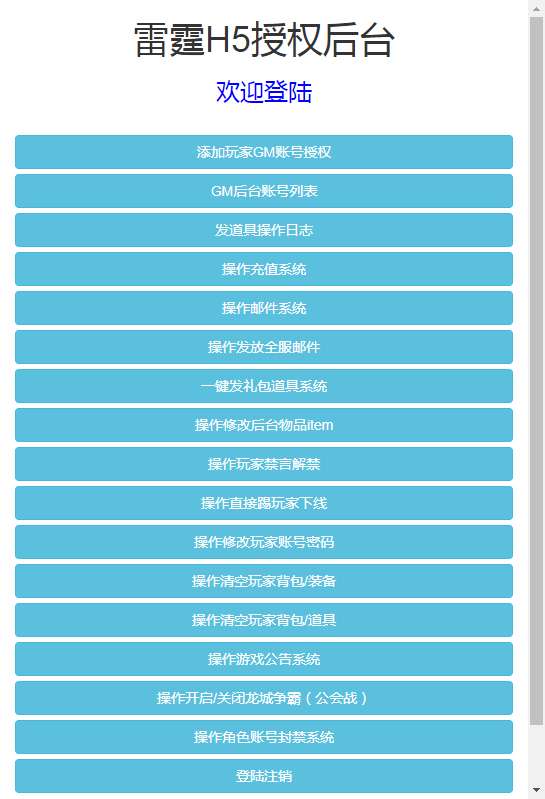 雷霆H5授权后台
欢迎登陆
添加玩家GM账号授权
GM后台账号列表
发道具操作日志
操作充值系统
操作邮件系统
操作发放全服邮件
一键发礼包道具系统
操作修改后台物品item
操作玩家禁言解禁
操作直接踢玩家下线
操作修改玩家账号密码
操作清空玩家背包/装备
操作清空玩家背包/道具
操作游戏公告系统
操作开启/关闭龙城争霸（公会战）
操作角色账号封禁系统
登陆注销